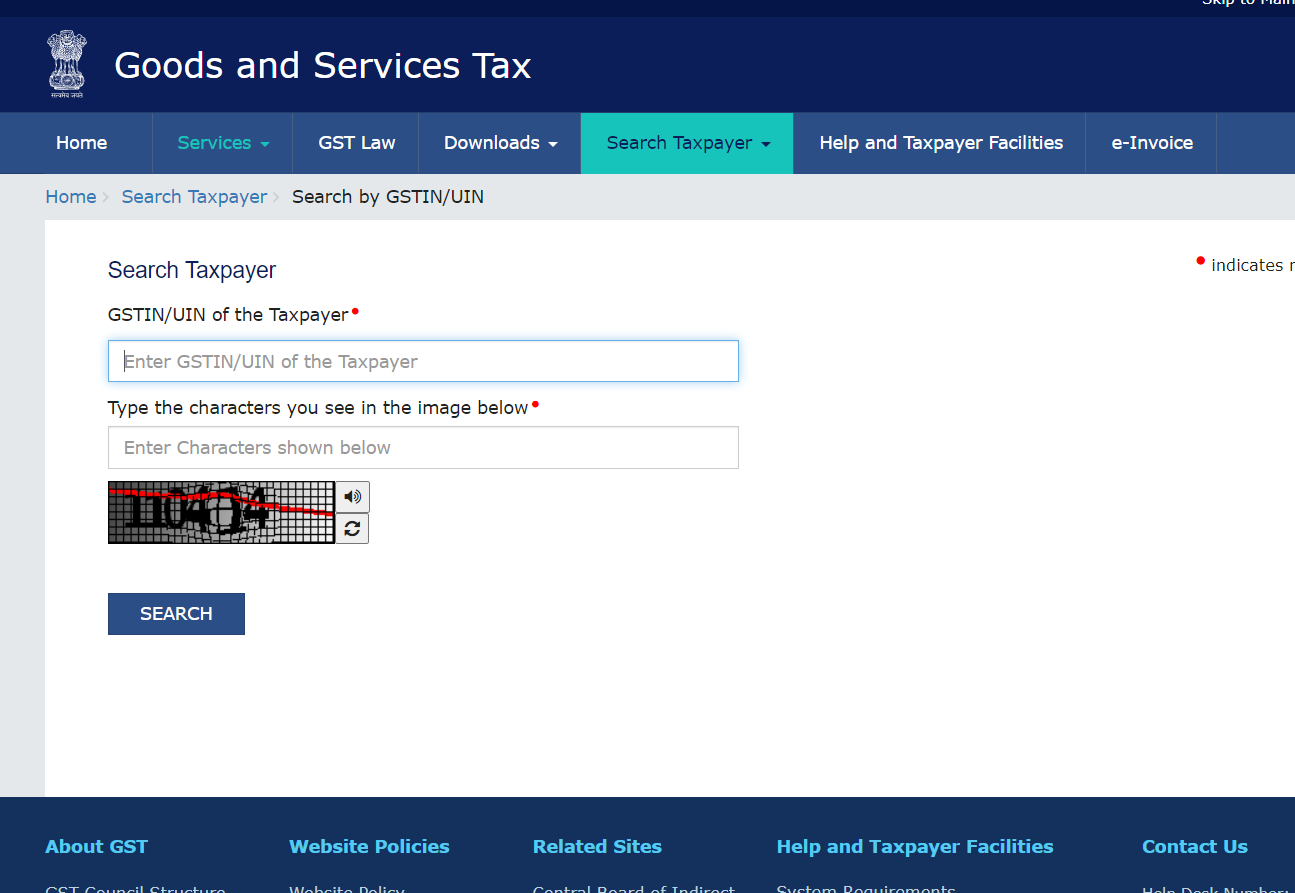 Goods and Services Tax
सत्यमेव जयते
Home Services GST Law Downloads Search Taxpayer Help and Taxpayer Facilities e-Invoice
Home Search Taxpayer Search by GSTIN/UIN
Search Taxpayer
indicates
GSTIN/UIN of the Taxpayer
Enter GSTIN/UIN of the Taxpayer
Type the characters you see in the image below
Enter Characters shown below
SEARCH
About GST Website Policies Related Sites Help and Taxpayer Facilities Contact Us
GST Council Structure Website Policy Central Board of Indirect System Requirements Help Desk Number: